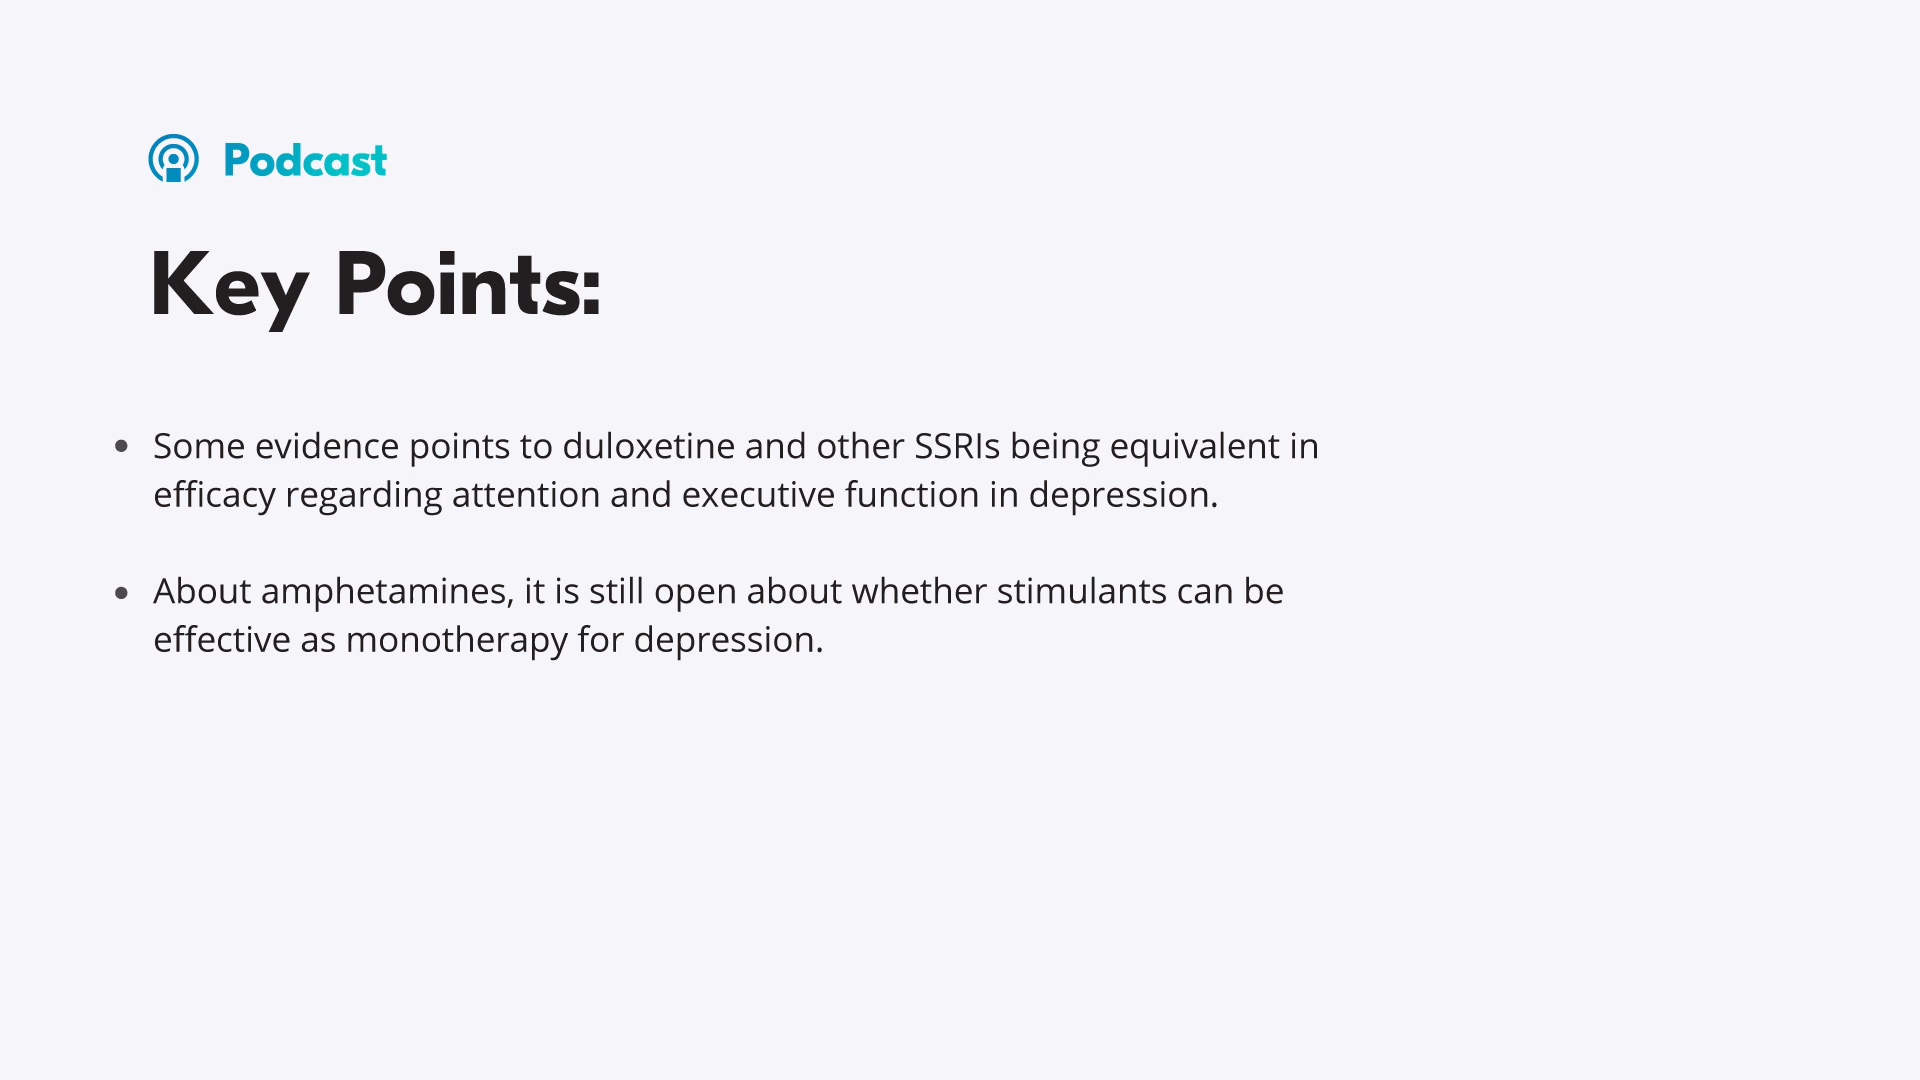 Podcast
Key Points:
• Some evidence points to duloxetine and other SSRIs being equivalent in
efficacy regarding attention and executive function in depression.
• About amphetamines, it is still open about whether stimulants can be
effective as monotherapy for depression.